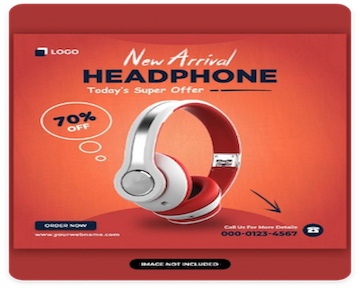 LOGO
New Arrival
HEADPHONE
Today's Super Offer
70%
OFF
ORDER NOW
www.yourwebname.com
Call Us For More Details
000-0123-4567
IMAGE NOT INCLUDED